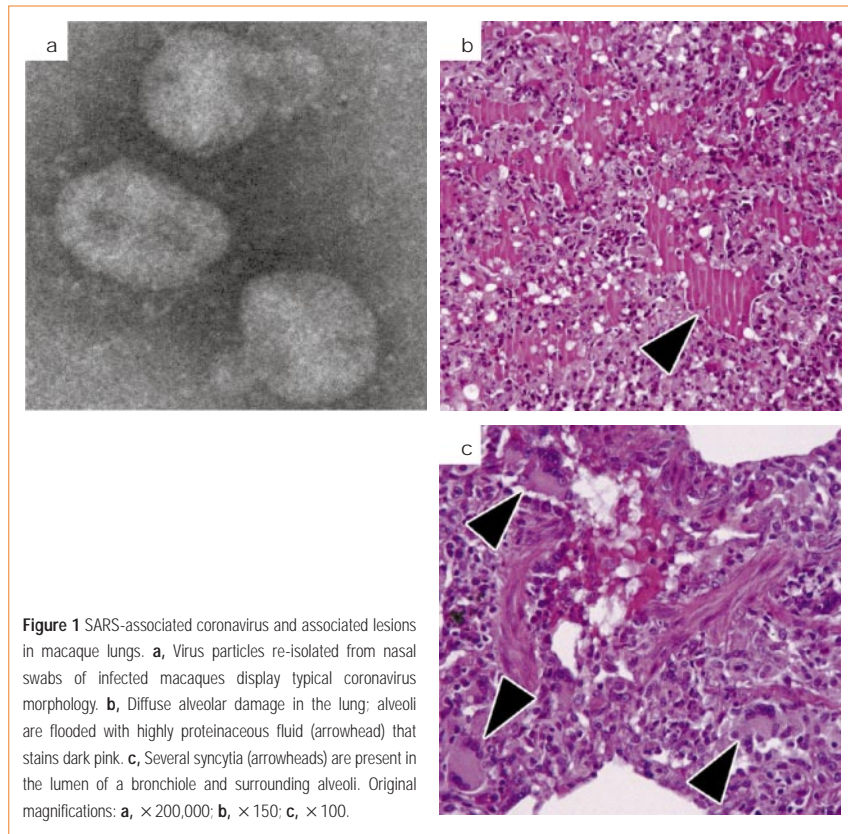 a
b
c
Figure 1 SARS-associated coronavirus and associated lesions
in macaque lungs. a, Virus particles re-isolated from nasal
swabs of infected macaques display typical coronavirus
morphology. b, Diffuse alveolar damage in the lung; alveoli
are flooded with highly proteinaceous fluid (arrowhead) that
stains dark pink. c, Several syncytia (arrowheads) are present in
the lumen of a bronchiole and surrounding alveoli. Original
magnifications: a, ×200,000; b, ×150; c, ×100.